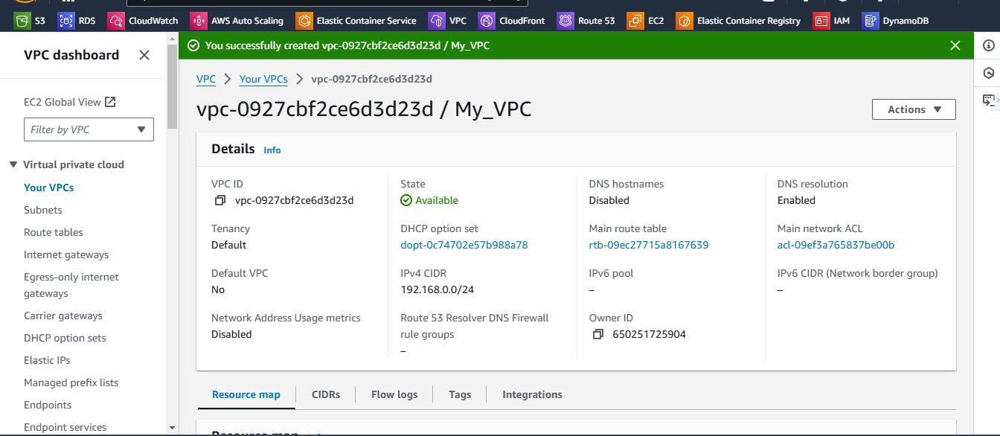 S3 RDS CloudWatch AWS Auto Scaling Elastic Container Service VPC CloudFront Route 53 EC2 Elastic Container Registry IAM DynamoDB
VPC dashboard
You successfully created vpc-0927cbf2ce6d3d23d / My_VPC
EC2 Global View
Filter by VPC
Virtual private cloud
Your VPCs
Subnets
Route tables
Internet gateways
Egress-only internet
gateways
Carrier gateways
DHCP option sets
Elastic IPs
Managed prefix lists
Endpoints
Endpoint services
VPC Your VPCs vpc-0927cbf2ce6d3d23d
vpc-0927cbf2ce6d3d23d / My_VPC
Actions
Details Info
VPC ID
vpc-0927cbf2ce6d3d23d
State
Available
DNS hostnames
Disabled
DNS resolution
Enabled
Tenancy
Default
DHCP option set
dopt-0c74702e57b988a78
Main route table
rtb-09ec27715a8167639
Main network ACL
acl-09ef3a765837be00b
Default VPC
No
IPv4 CIDR
192.168.0.0/24
IPv6 pool
–
IPv6 CIDR (Network border group)
–
Network Address Usage metrics
Disabled
Route 53 Resolver DNS Firewall
rule groups
–
Owner ID
650251725904
Resource map CIDRs Flow logs Tags Integrations
Resource map